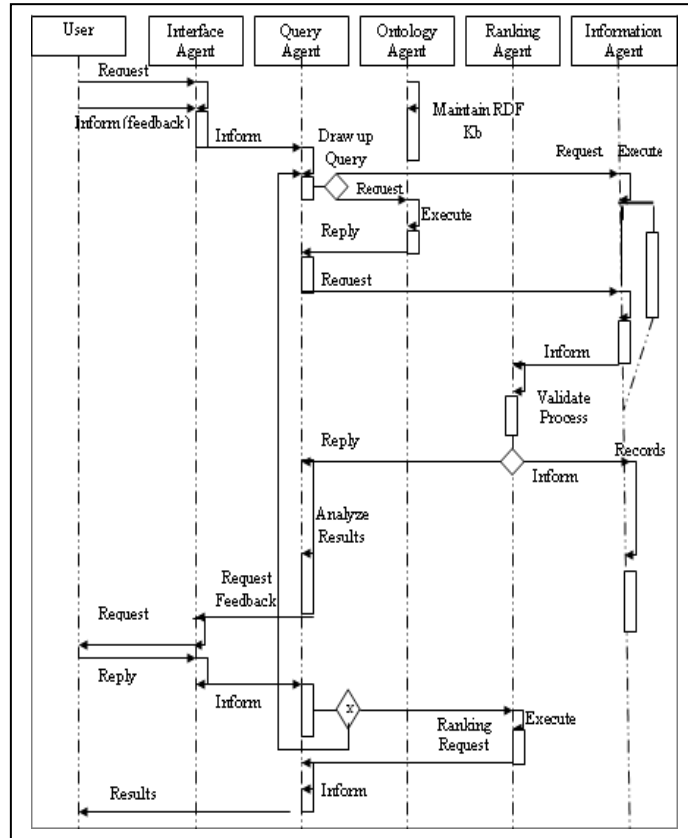 User
Interface
Agent
Query
Agent
Ontology
Agent
Ranking
Agent
Information
Agent
Request
Inform (feedback)
Inform
Draw up
Query
Maintain RDF
Kb
Request Execute
Request
Execute
Reply
Request
Inform
Validate
Process
Reply
Records
Inform
Analyze
Results
Request
Feedback
Request
Reply
Inform
x
Ranking
Request
Execute
Inform
Results